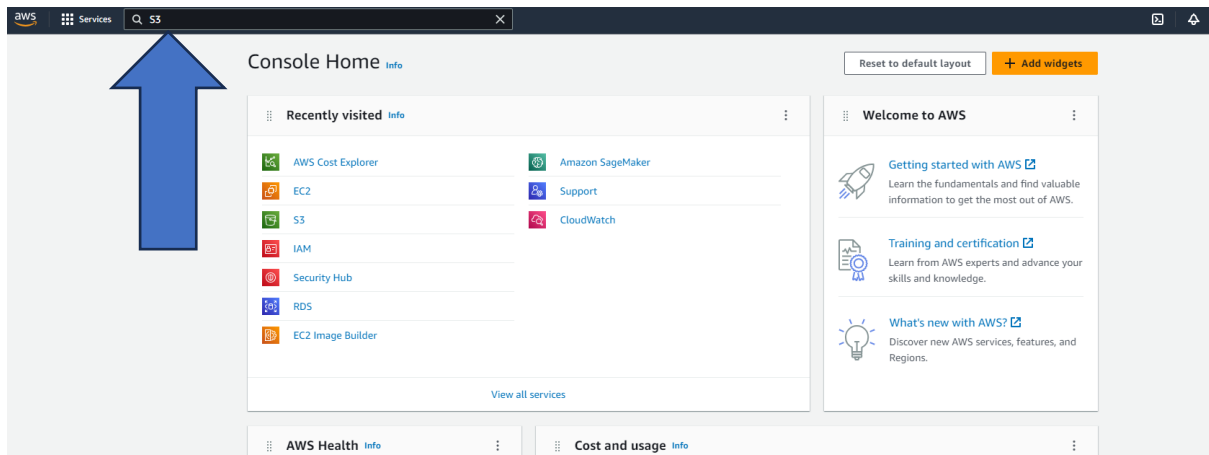 aws Services S3
Console Home Info
Reset to default layout
Add widgets
Recently visited Info
AWS Cost Explorer
EC2
S3
IAM
Security Hub
RDS
EC2 Image Builder
Amazon SageMaker
Support
CloudWatch
View all services
Welcome to AWS
Getting started with AWS
Learn the fundamentals and find valuable
information to get the most out of AWS.
Training and certification
Learn from AWS experts and advance your
skills and knowledge.
What's new with AWS?
Discover new AWS services, features, and
Regions.
AWS Health Info
Cost and usage Info